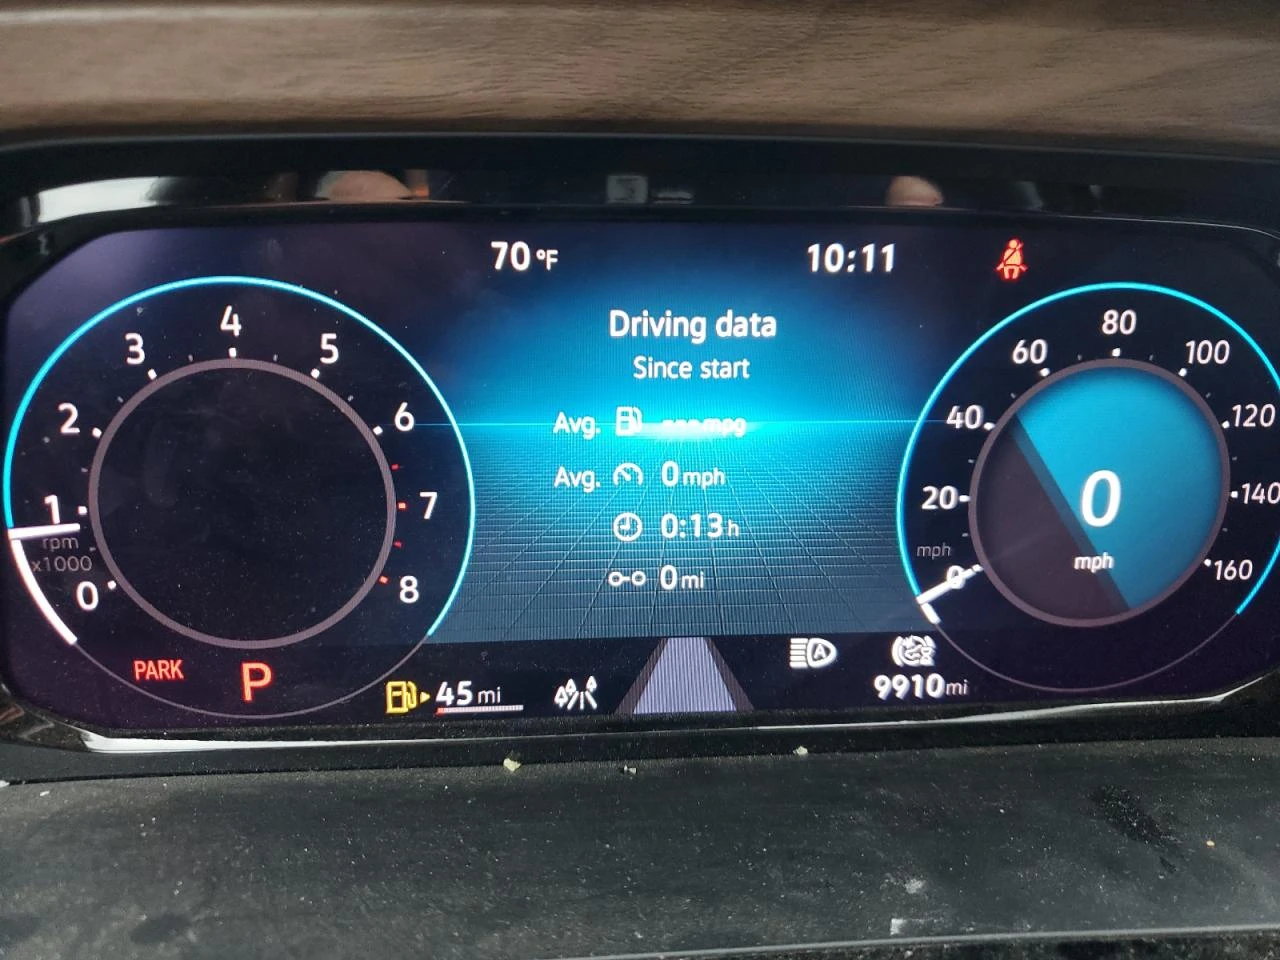 70 °F
10:11
Driving data
Since start
Avg. --- mpg
Avg. 0 mph
0:13 h
0 mi
0
1
2
3
4
5
6
7
8
rpm
x1000
PARK
P
45 mi
A
9910 mi
0
20
40
60
80
100
120
140
160
mph
0
mph